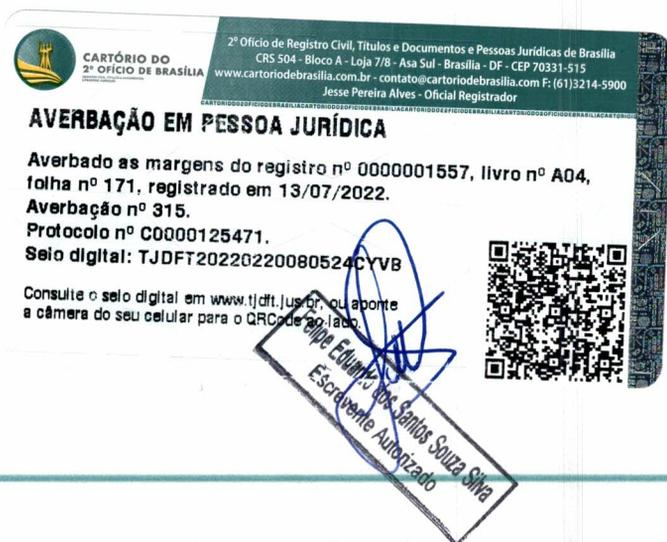 CARTÓRIO DO
2º OFÍCIO DE BRASÍLIA
2º Ofício de Registro Civil, Títulos e Documentos e Pessoas Jurídicas de Brasília
CRS 504 - Bloco A - Loja 7/8 - Asa Sul - Brasília - DF - CEP 70331-515
www.cartoriodebrasilia.com.br - contato@cartoriodebrasilia.com F: (61)3214-5900
Jesse Pereira Alves - Oficial Registrador
AVERBAÇÃO EM PESSOA JURÍDICA
Averbado as margens do registro nº 0000001557, livro nº A04,
folha nº 171, registrado em 13/07/2022.
Averbação nº 315.
Protocolo nº C0000125471.
Selo digital: TJDFT20220220080524CYVB
Consulte o selo digital em www.tjdft.jus.br, ou aponte
a câmera do seu celular para o QRCode ao lado.
Felipe Eduardo dos Santos Souza Silva
Escrevente Autorizado